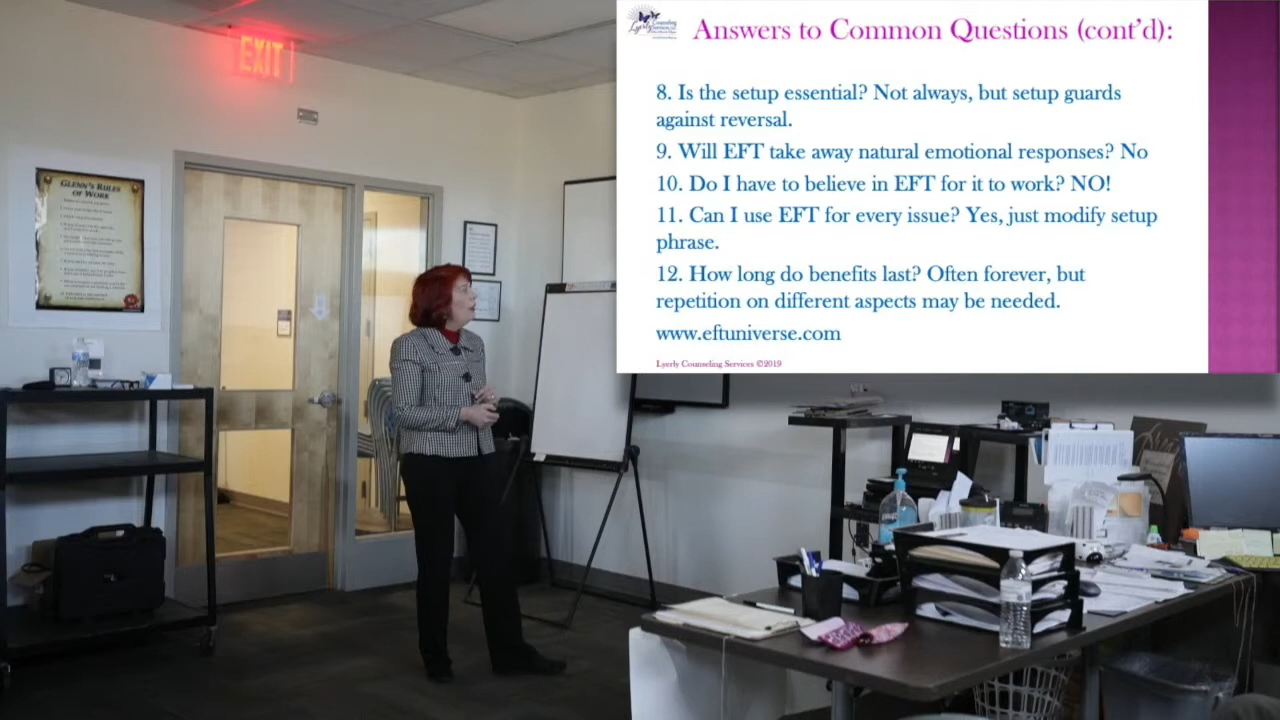 EXIT
GLENN'S RULES
OF WORK
Lyerly Counseling
Answers to Common Questions (cont'd):
8. Is the setup essential? Not always, but setup guards
against reversal.
9. Will EFT take away natural emotional responses? No
10. Do I have to believe in EFT for it to work? NO!
11. Can I use EFT for every issue? Yes, just modify setup
phrase.
12. How long do benefits last? Often forever, but
repetition on different aspects may be needed.
www.eftuniverse.com
Lyerly Counseling Services ©2019